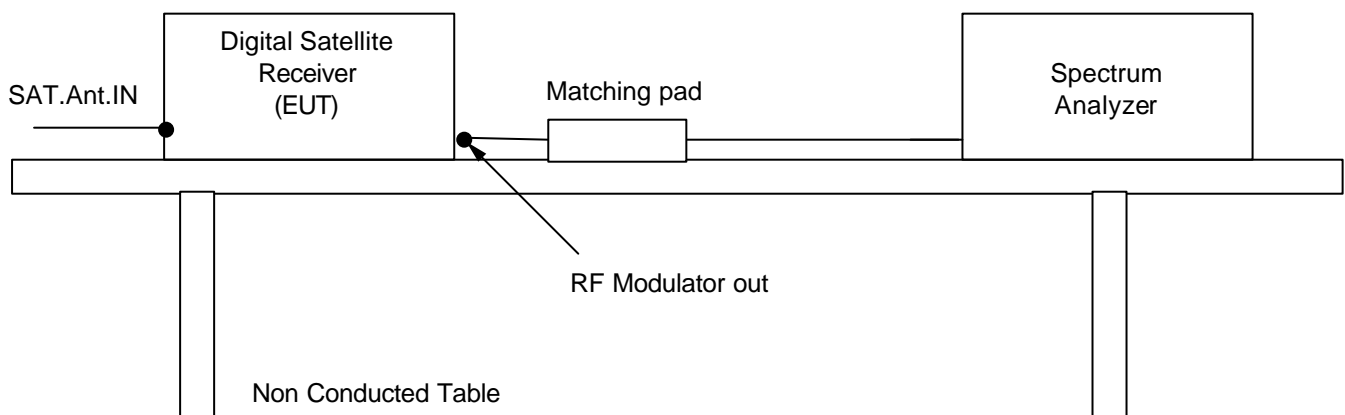 Digital Satellite
Receiver
(EUT)
SAT.Ant.IN
Matching pad
Spectrum
Analyzer
RF Modulator out
Non Conducted Table